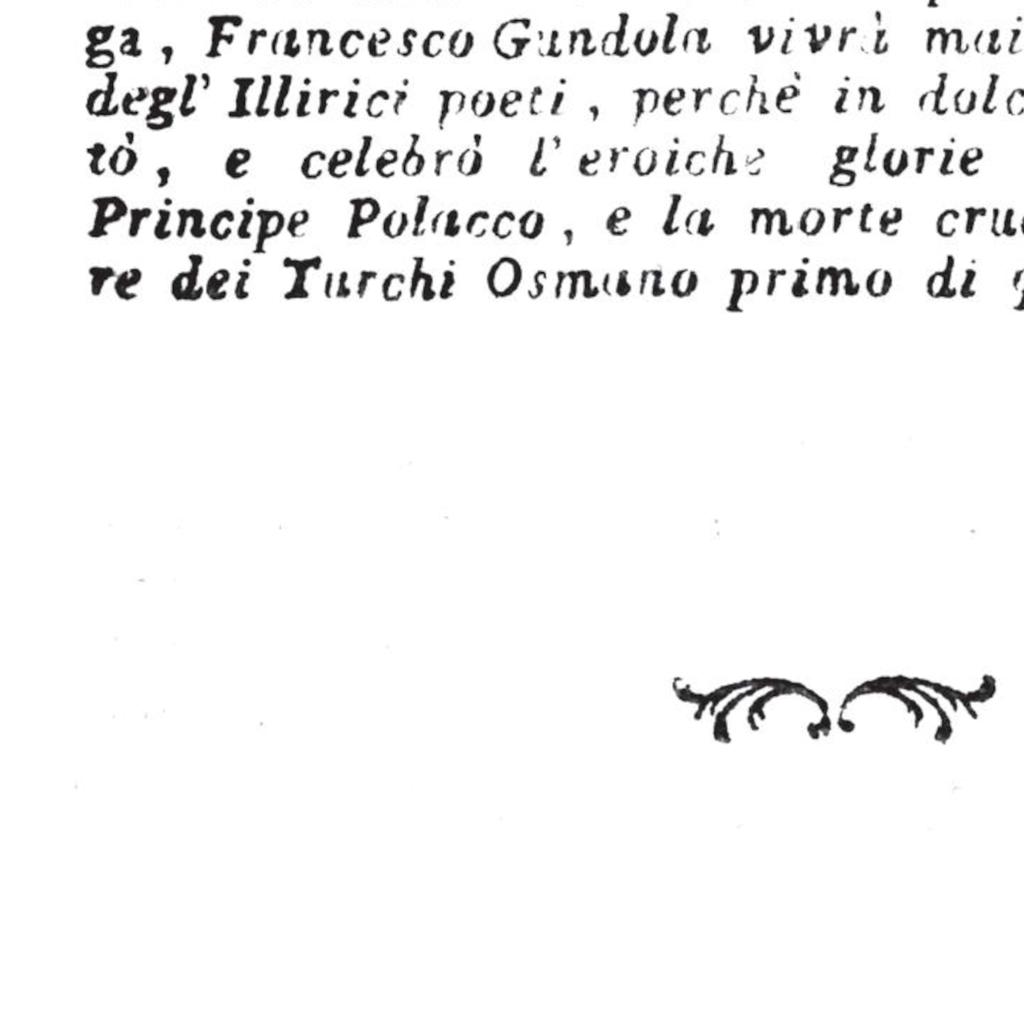 ga, Francesco Gundola vivrà mai
degl' Illirici poeti, perchè in dolc
tò, e celebrò l'eroiche glorie
Principe Polacco, e la morte cru
re dei Turchi Osmano primo di